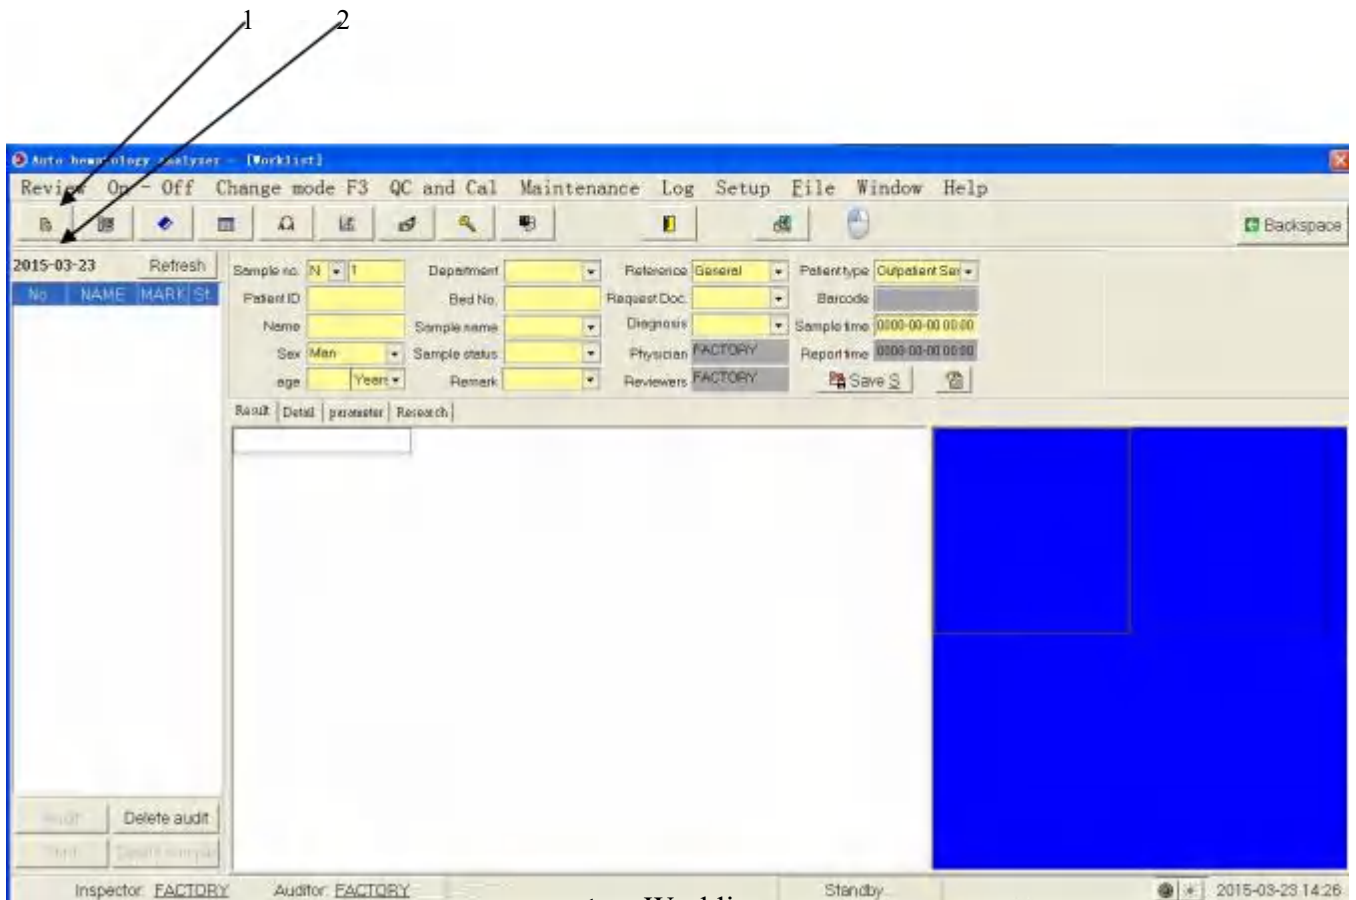 1 2
Auto hematology analyzer - [Worklist]
Review On - Off Change mode F3 QC and Cal Maintenance Log Setup File Window Help
Backspace
2015-03-23 Refresh
No NAME MARK St
Sample no. N 1 Department Reference General Patient type Outpatient Ser
Patient ID Bed No. Request Doc. Barcode
Name Sample name Diagnosis Sample time 0000-00-00 00:00
Sex Man Sample status Physician FACTORY Report time 0000-00-00 00:00
age Years Remark Reviewers FACTORY Save S
Result Detail parameter Research
Audit Delete audit
Print
Inspector: FACTORY Auditor: FACTORY Standby... 2015-03-23 14:26